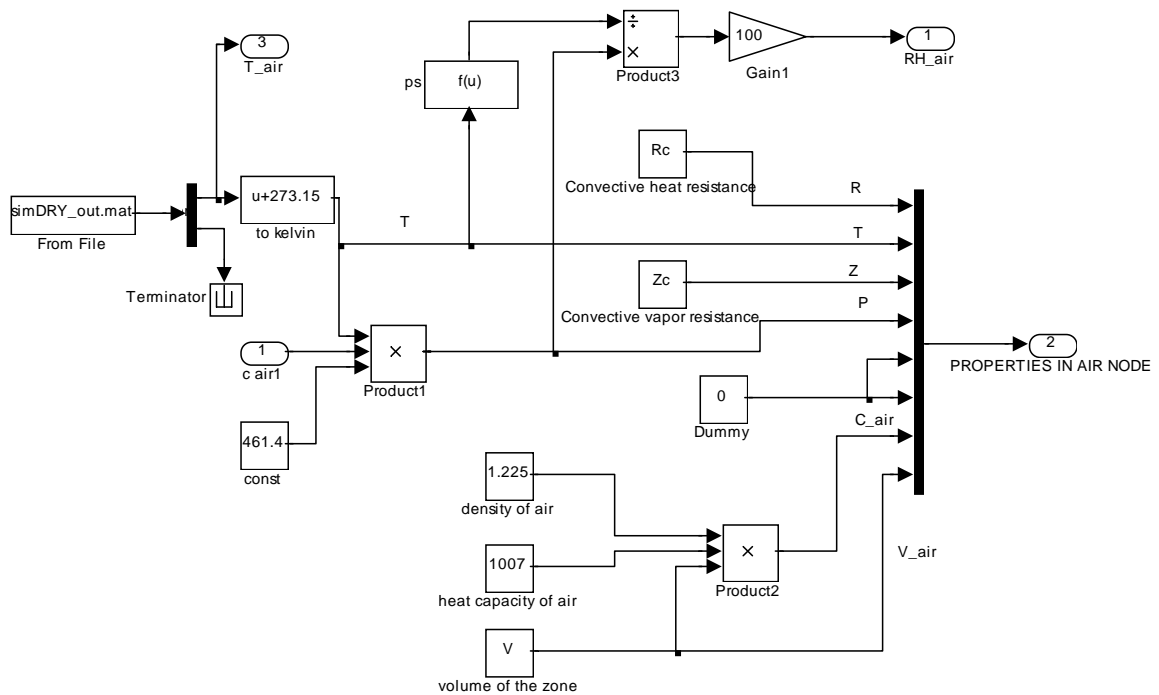 3
T_air
÷
×
Product3
100
Gain1
1
RH_air
ps
f(u)
Rc
Convective heat resistance
R
simDRY_out.mat
From File
u+273.15
to kelvin
T
T
Terminator
Zc
Convective vapor resistance
Z
P
1
c air1
×
Product1
2
PROPERTIES IN AIR NODE
0
Dummy
C_air
461.4
const
1.225
density of air
1007
heat capacity of air
×
Product2
V_air
V
volume of the zone